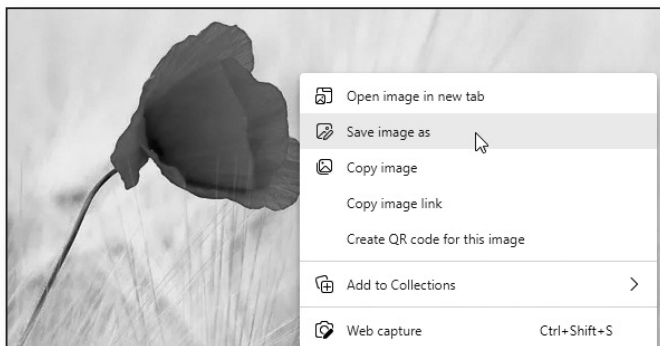 Open image in new tab
Save image as
Copy image
Copy image link
Create QR code for this image
Add to Collections
Web capture Ctrl+Shift+S